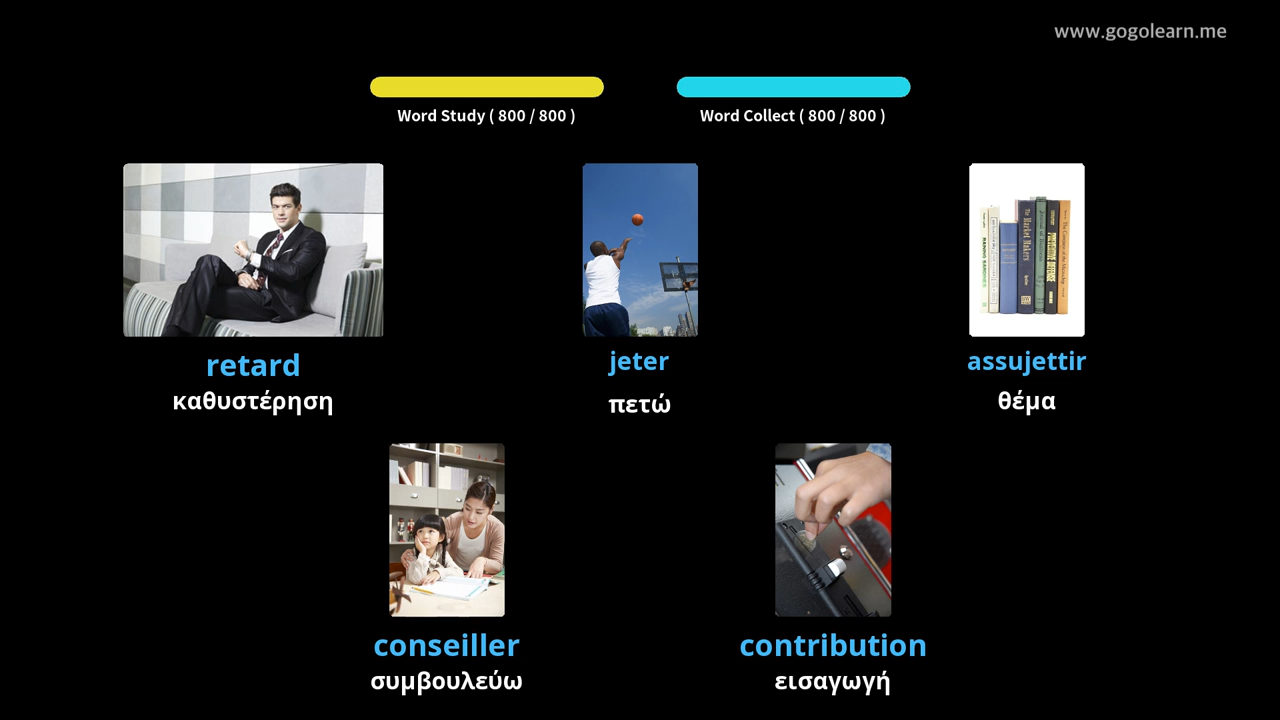 www.gogolearn.me
Word Study ( 800 / 800 )
Word Collect ( 800 / 800 )
retard
καθυστέρηση
jeter
πετώ
assujettir
θέμα
conseiller
συμβουλεύω
contribution
εισαγωγή